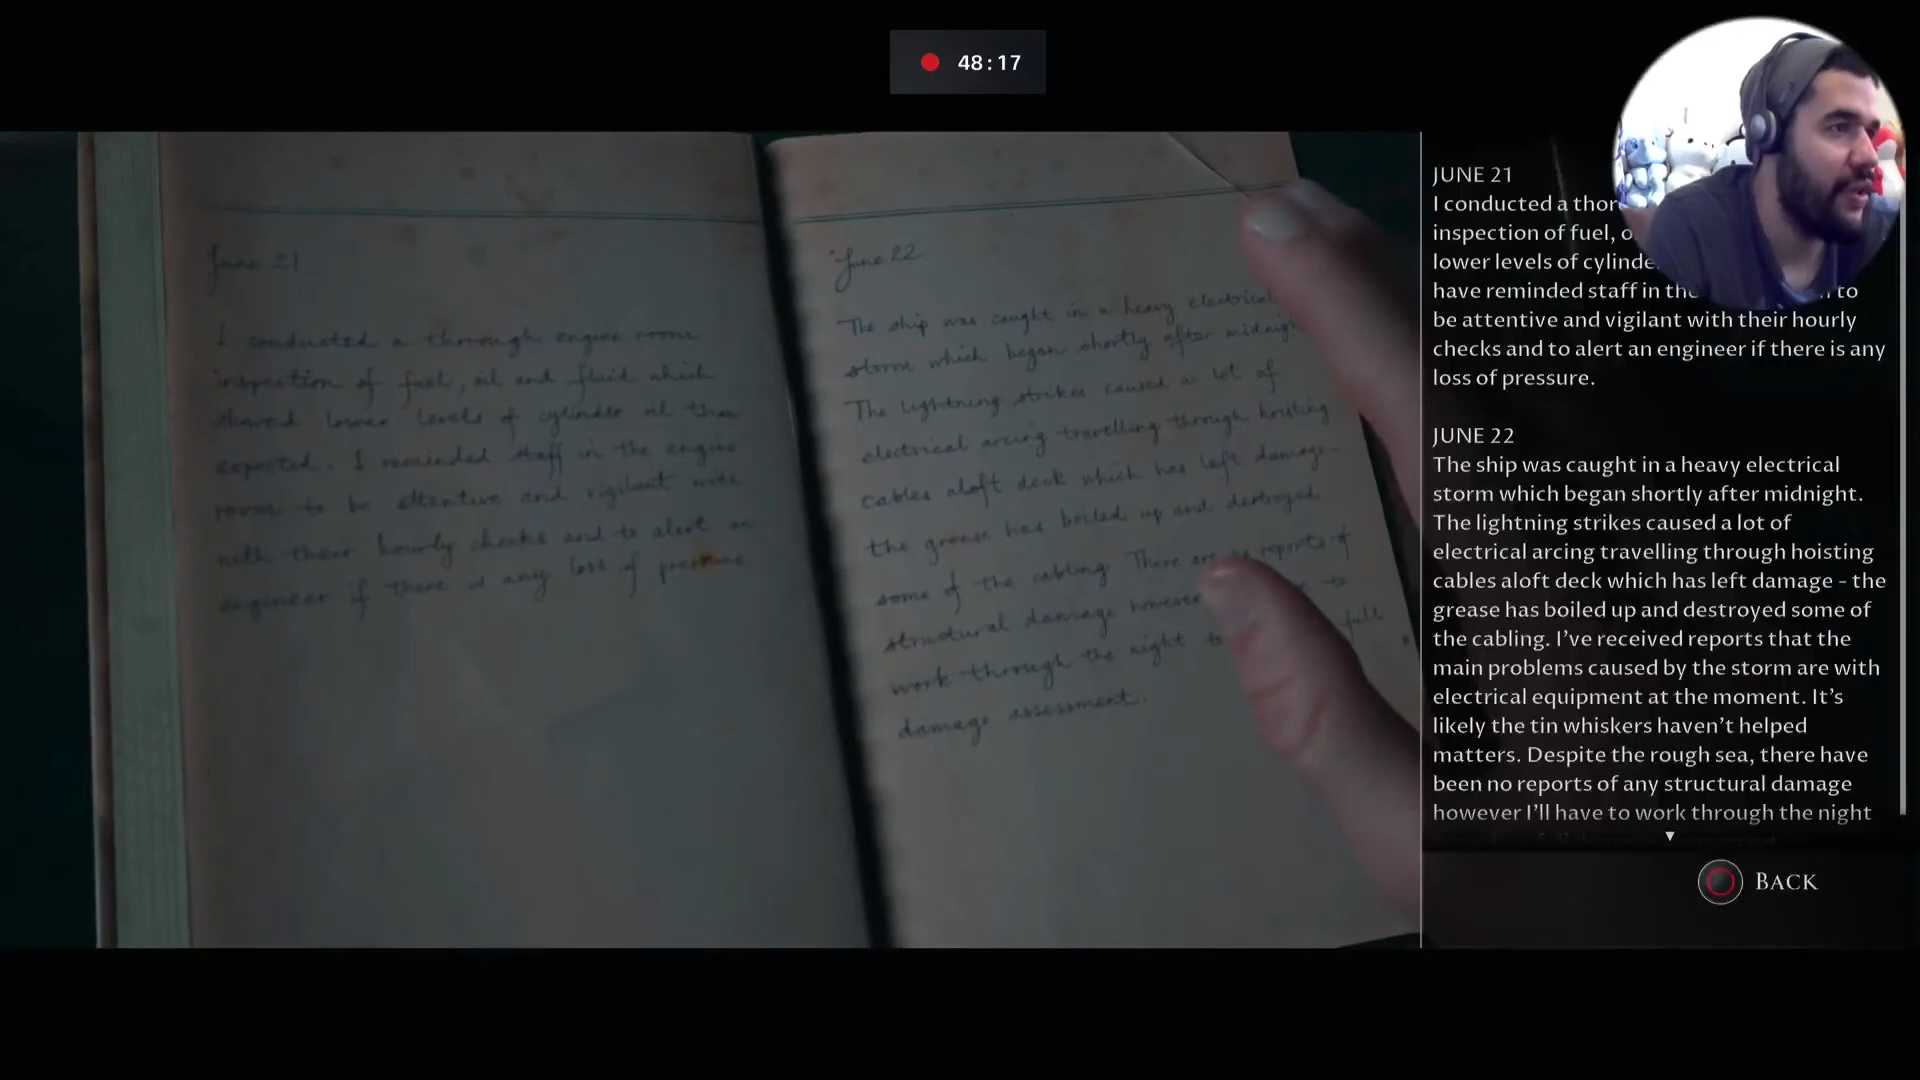 48:17
June 21
I conducted a thorough engine room
inspection of fuel, oil and fluid which
showed lower levels of cylinder oil than
expected. I reminded staff in the engine
room to be attentive and vigilant with
with their hourly checks and to alert an
engineer if there is any loss of pressure
June 22
The ship was caught in a heavy electrical
storm which began shortly after midnigh
The lightning strikes caused a lot of
electrical arcing travelling through hoisting
cables aloft deck which has left damage-
the grease has boiled up and destroyed
some of the cabling. There are reports of
structural damage however
work through the night full
damage assessment.
JUNE 21
I conducted a thor
inspection of fuel, o
lower levels of cylinde
have reminded staff in the to
be attentive and vigilant with their hourly
checks and to alert an engineer if there is any
loss of pressure.
JUNE 22
The ship was caught in a heavy electrical
storm which began shortly after midnight.
The lightning strikes caused a lot of
electrical arcing travelling through hoisting
cables aloft deck which has left damage - the
grease has boiled up and destroyed some of
the cabling. I've received reports that the
main problems caused by the storm are with
electrical equipment at the moment. It's
likely the tin whiskers haven't helped
matters. Despite the rough sea, there have
been no reports of any structural damage
however I'll have to work through the night
BACK